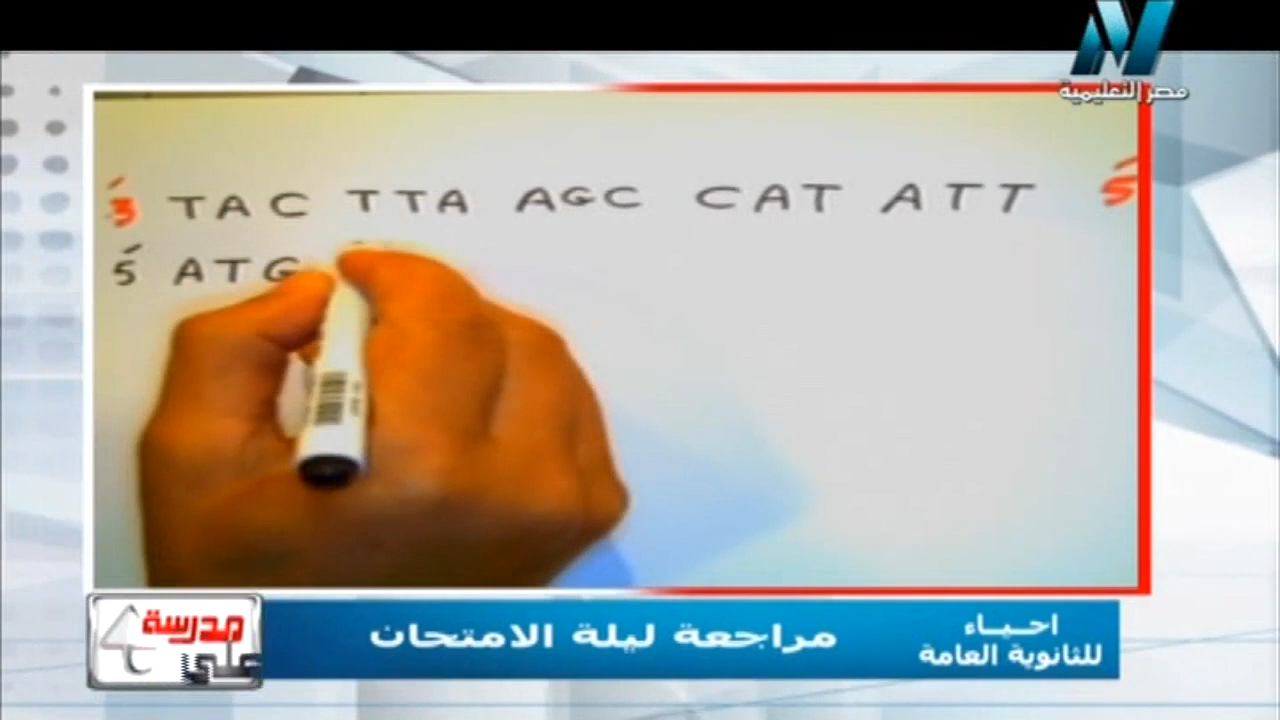 مصر التعليمية
3́ TAC TTA AGC CAT ATT 5́
5́ ATG
احياء
للثانوية العامة
مراجعة ليلة الامتحان
مدرسة
على